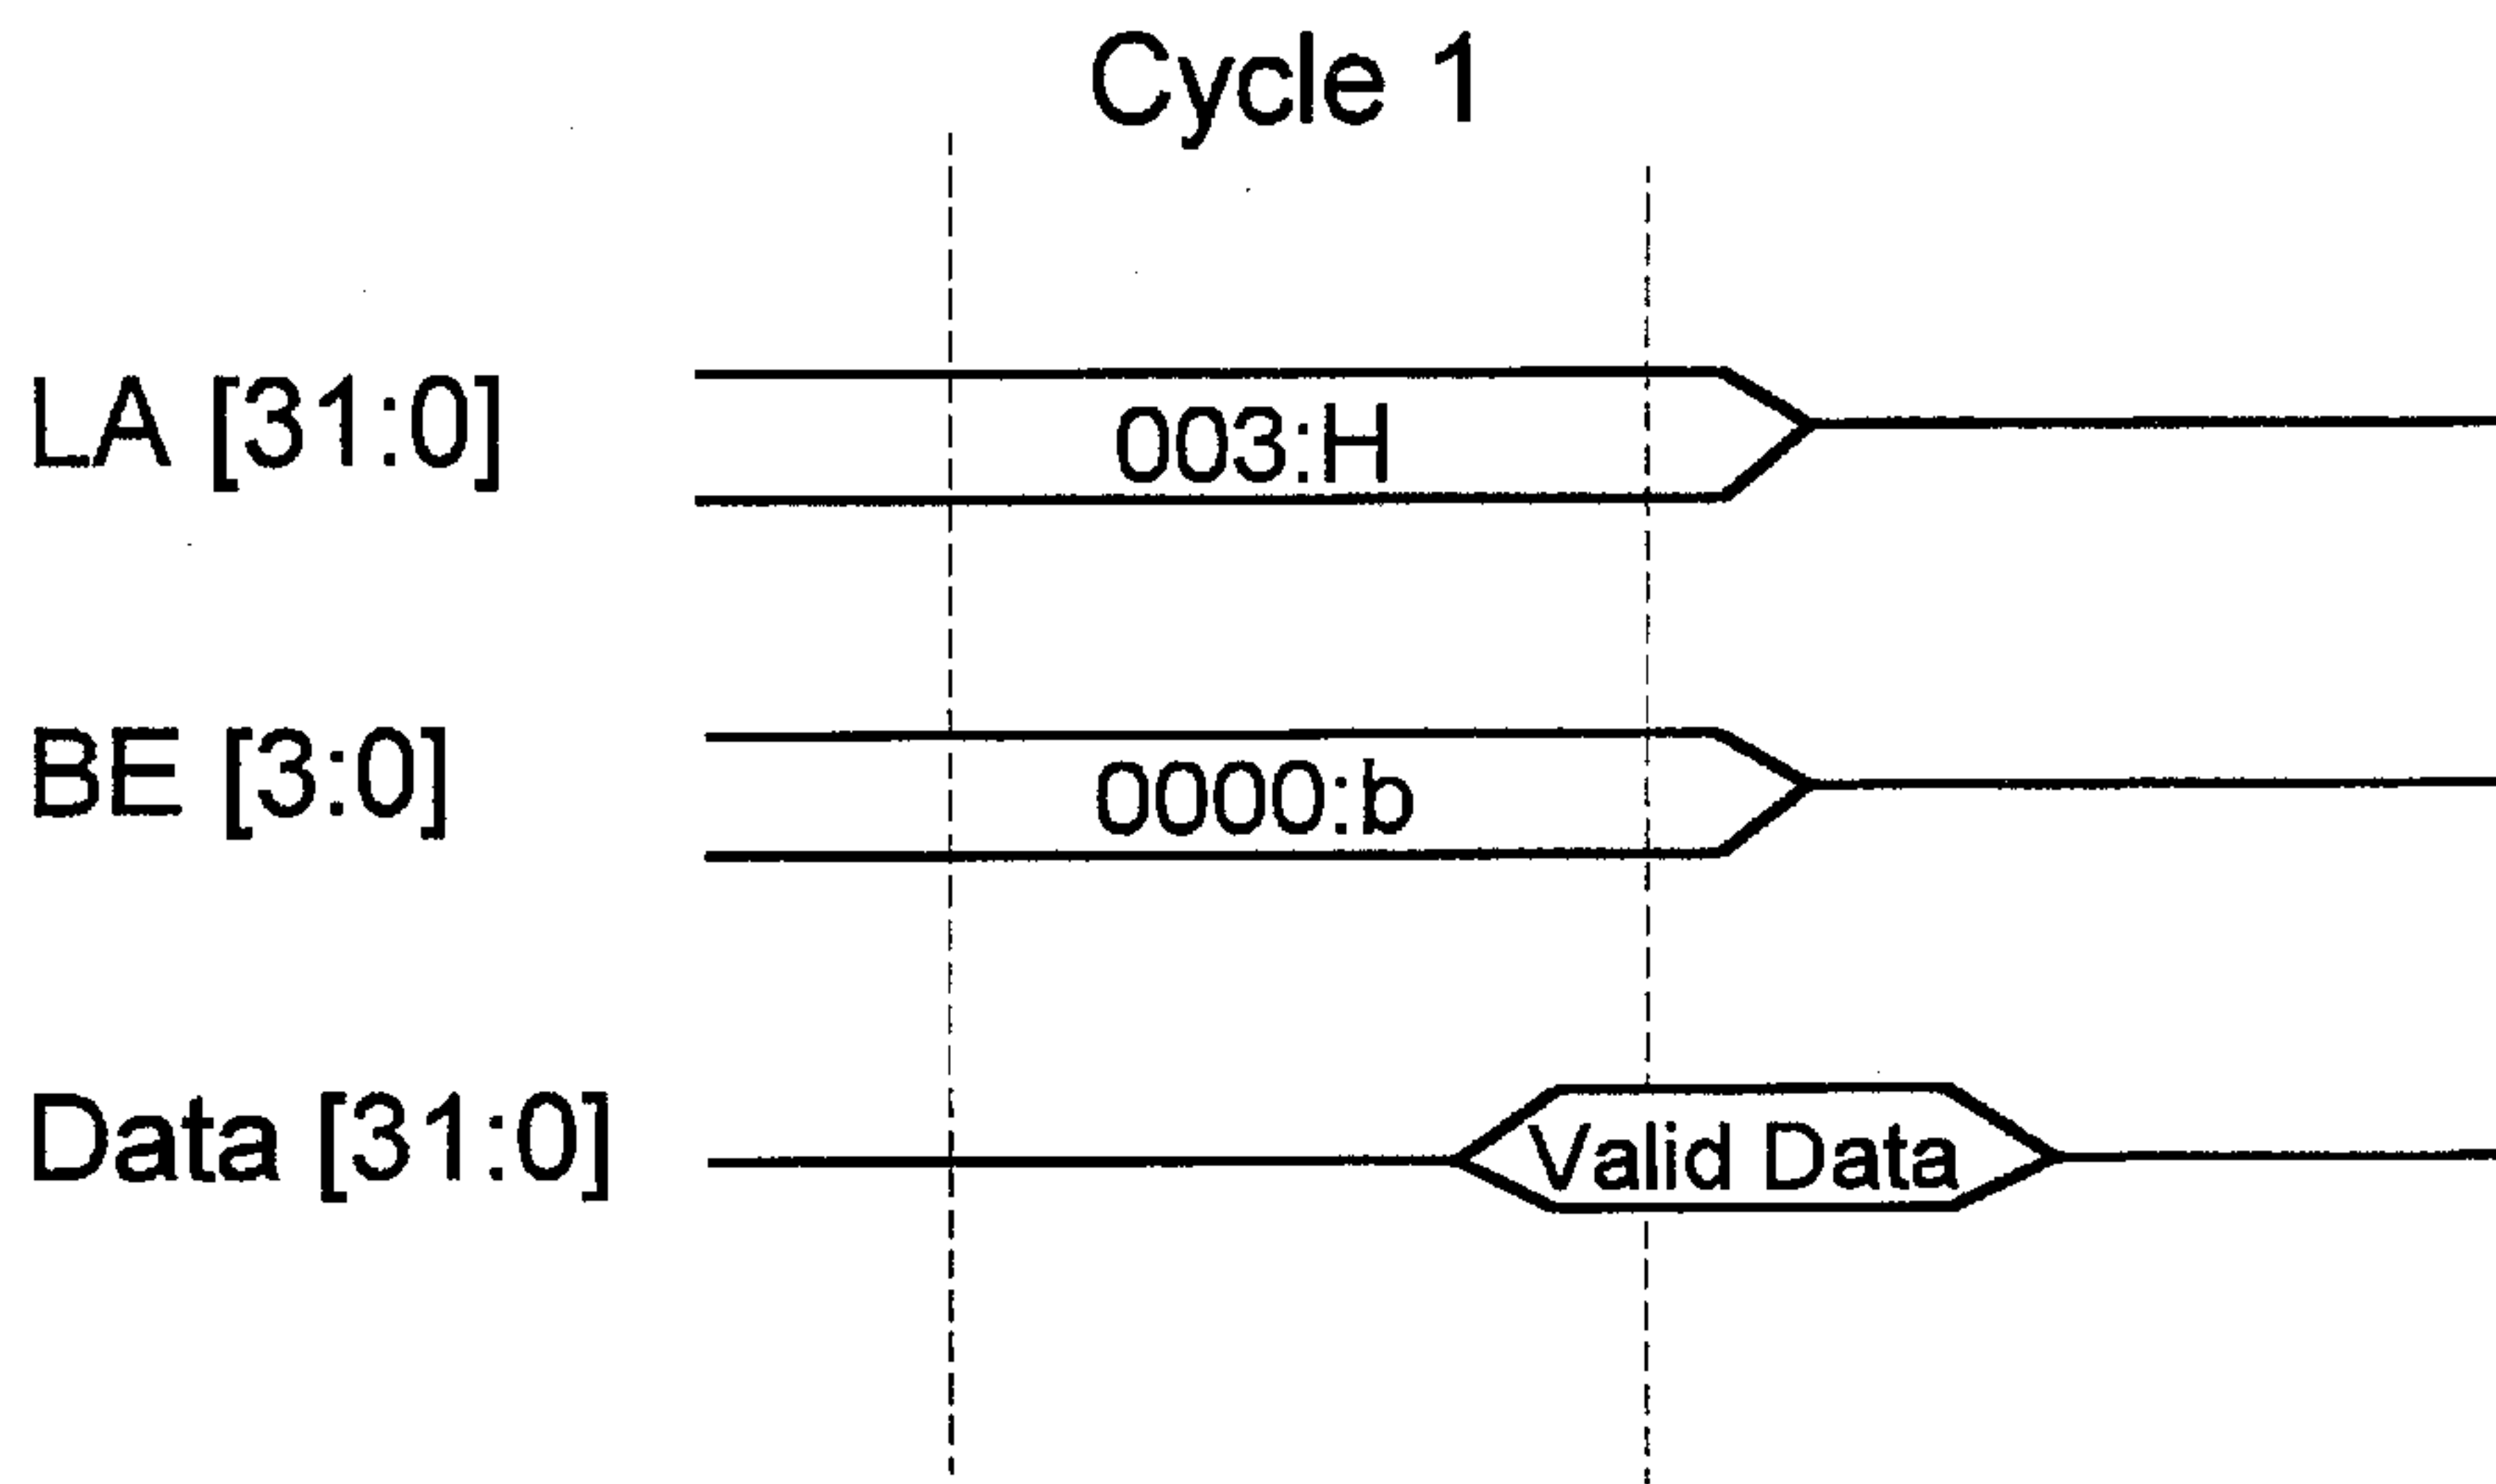 Cycle 1
LA [31:0]
003:H
BE [3:0]
0000:b
Data [31:0]
Valid Data